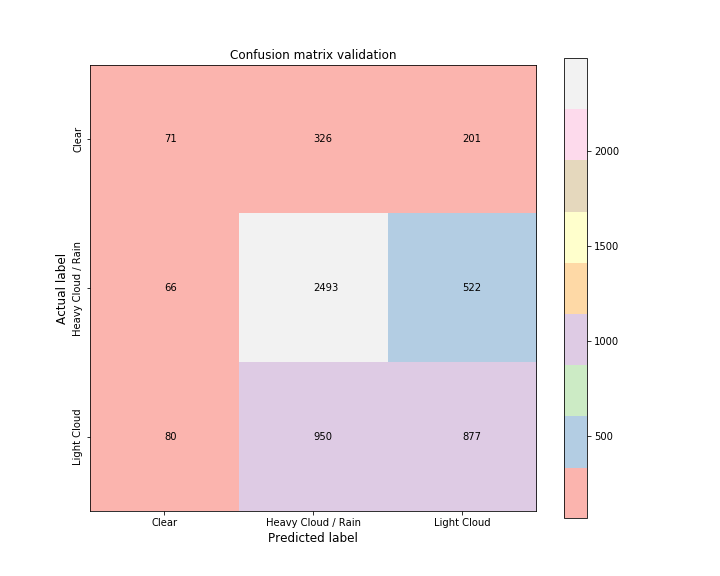 Confusion matrix validation
Actual label
Clear
71 326 201
Heavy Cloud / Rain
66 2493 522
Light Cloud
80 950 877
Clear Heavy Cloud / Rain Light Cloud
Predicted label
2000
1500
1000
500